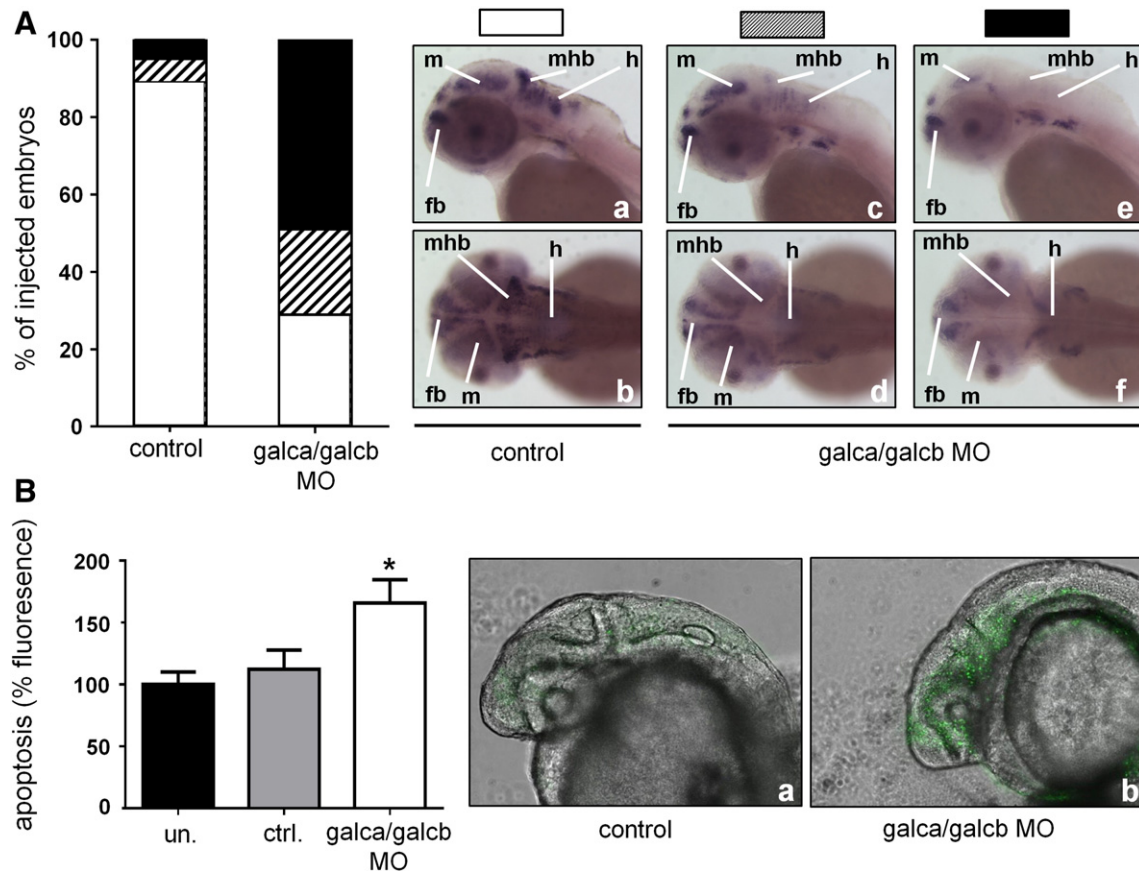 A
% of injected embryos
100
80
60
40
20
0
control
galca/galcb
MO
m
mhb
h
fb
a
m
mhb
h
fb
c
m
mhb
h
fb
e
mhb
h
fb
m
b
mhb
h
fb
m
d
mhb
h
fb
m
f
control
galca/galcb MO
B
apoptosis (% fluoresence)
200
150
100
50
0
*
un.
ctrl.
galca/galcb
MO
a
control
b
galca/galcb MO